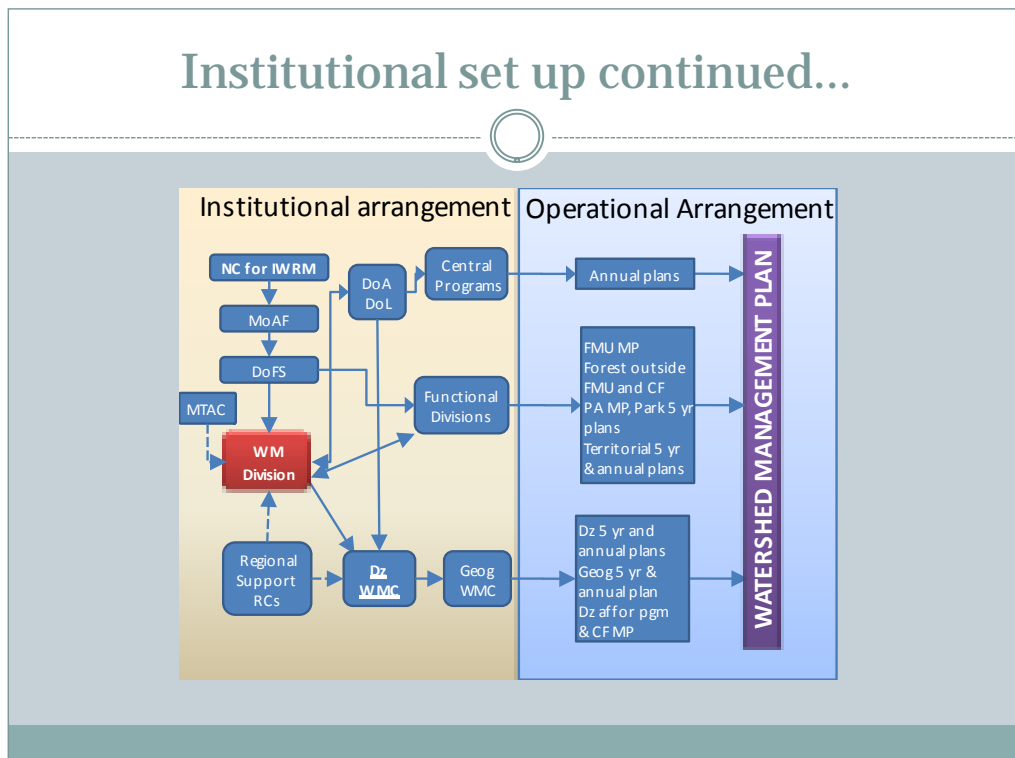 Institutional set up continued...
Institutional arrangement
NC for IWRM
MoAF
DoFS
MTAC
WM
Division
Regional
Support
RCs
DoA
DoL
Central
Programs
Functional
Divisions
Dz
WMC
Geog
WMC
Operational Arrangement
Annual plans
FMU MP
Forest outside
FMU and CF
PA MP, Park 5 yr
plans
Territorial 5 yr
& annual plans
Dz 5 yr and
annual plans
Geog 5 yr &
annual plan
Dz affor pgm
& CF MP
WATERSHED MANAGEMENT PLAN